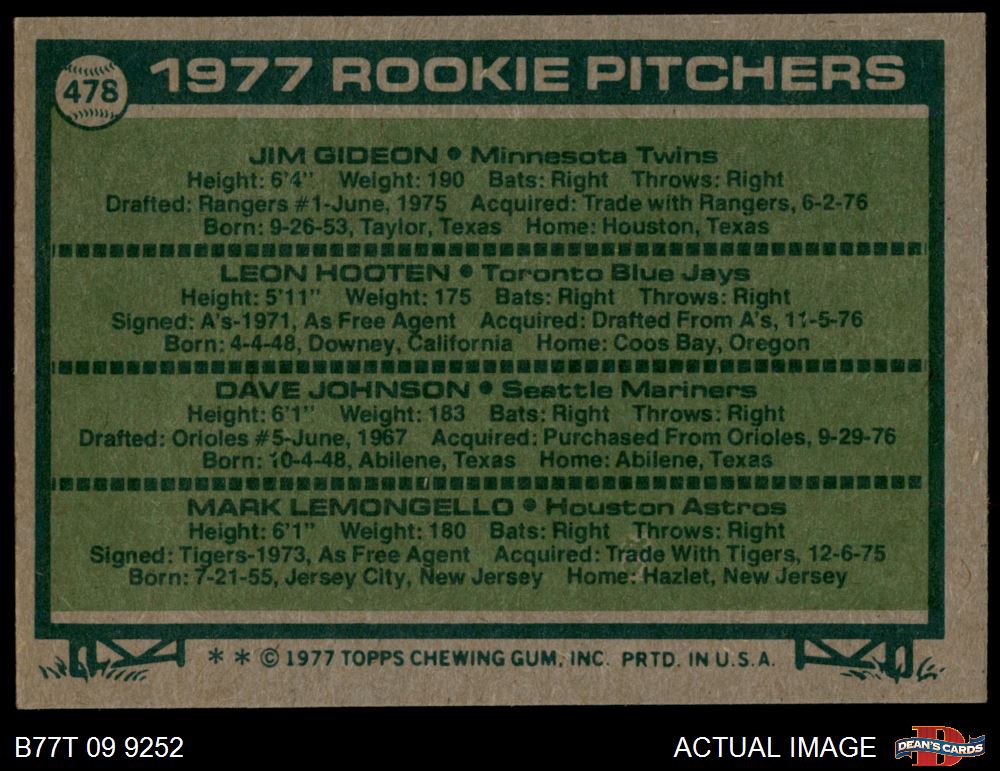 478
1977 ROOKIE PITCHERS
JIM GIDEON • Minnesota Twins
Height: 6'4" Weight: 190 Bats: Right Throws: Right
Drafted: Rangers #1-June, 1975 Acquired: Trade with Rangers, 6-2-76
Born: 9-26-53, Taylor, Texas Home: Houston, Texas
LEON HOOTEN • Toronto Blue Jays
Height: 5'11" Weight: 175 Bats: Right Throws: Right
Signed: A's-1971, As Free Agent Acquired: Drafted From A's, 11-5-76
Born: 4-4-48, Downey, California Home: Coos Bay, Oregon
DAVE JOHNSON • Seattle Mariners
Height: 6'1" Weight: 183 Bats: Right Throws: Right
Drafted: Orioles #5-June, 1967 Acquired: Purchased From Orioles, 9-29-76
Born: 10-4-48, Abilene, Texas Home: Abilene, Texas
MARK LEMONGELLO • Houston Astros
Height: 6'1" Weight: 180 Bats: Right Throws: Right
Signed: Tigers-1973, As Free Agent Acquired: Trade With Tigers, 12-6-75
Born: 7-21-55, Jersey City, New Jersey Home: Hazlet, New Jersey
* * © 1977 TOPPS CHEWING GUM, INC. PRTD. IN U.S.A.
B77T 09 9252
ACTUAL IMAGE
D
DEAN'S CARDS